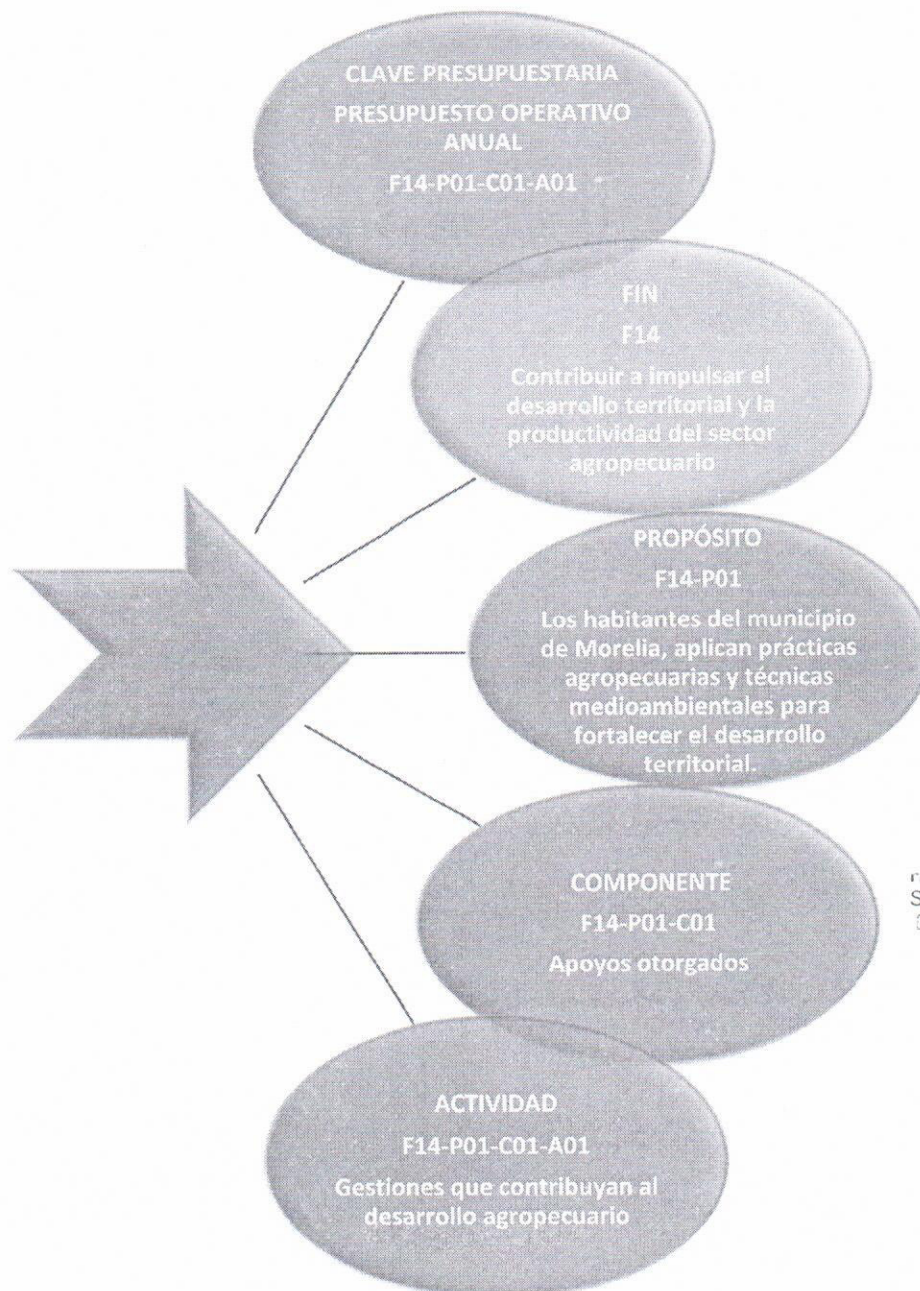 CLAVE PRESUPUESTARIA
PRESUPUESTO OPERATIVO
ANUAL
F14-P01-C01-A01
FIN
F14
Contribuir a impulsar el
desarrollo territorial y la
productividad del sector
agropecuario
PROPÓSITO
F14-P01
Los habitantes del municipio
de Morelia, aplican prácticas
agropecuarias y técnicas
medioambientales para
fortalecer el desarrollo
territorial.
COMPONENTE
F14-P01-C01
Apoyos otorgados
ACTIVIDAD
F14-P01-C01-A01
Gestiones que contribuyan al
desarrollo agropecuario